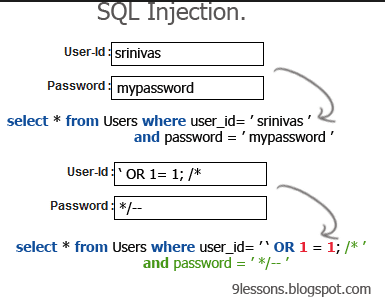 SQL Injection.
User-Id : srinivas
Password : mypassword
select * from Users where user_id= ’ srinivas ’
and password = ’ mypassword ’
User-Id : ‘ OR 1= 1; /*
Password : */--
select * from Users where user_id= ’‘ OR 1 = 1; /* ’
and password = ’ */-- ’
9lessons.blogspot.com